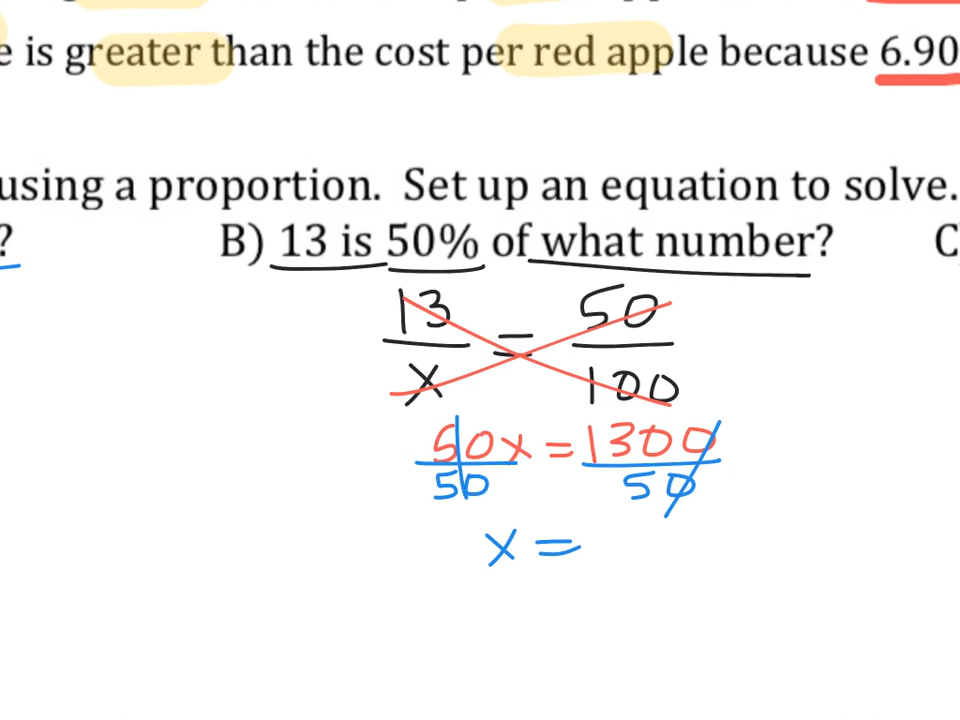 e is greater than the cost per red apple because 6.90
using a proportion. Set up an equation to solve.
? B) 13 is 50% of what number? C
13/x = 50/100
50x = 1300
50 50
x =